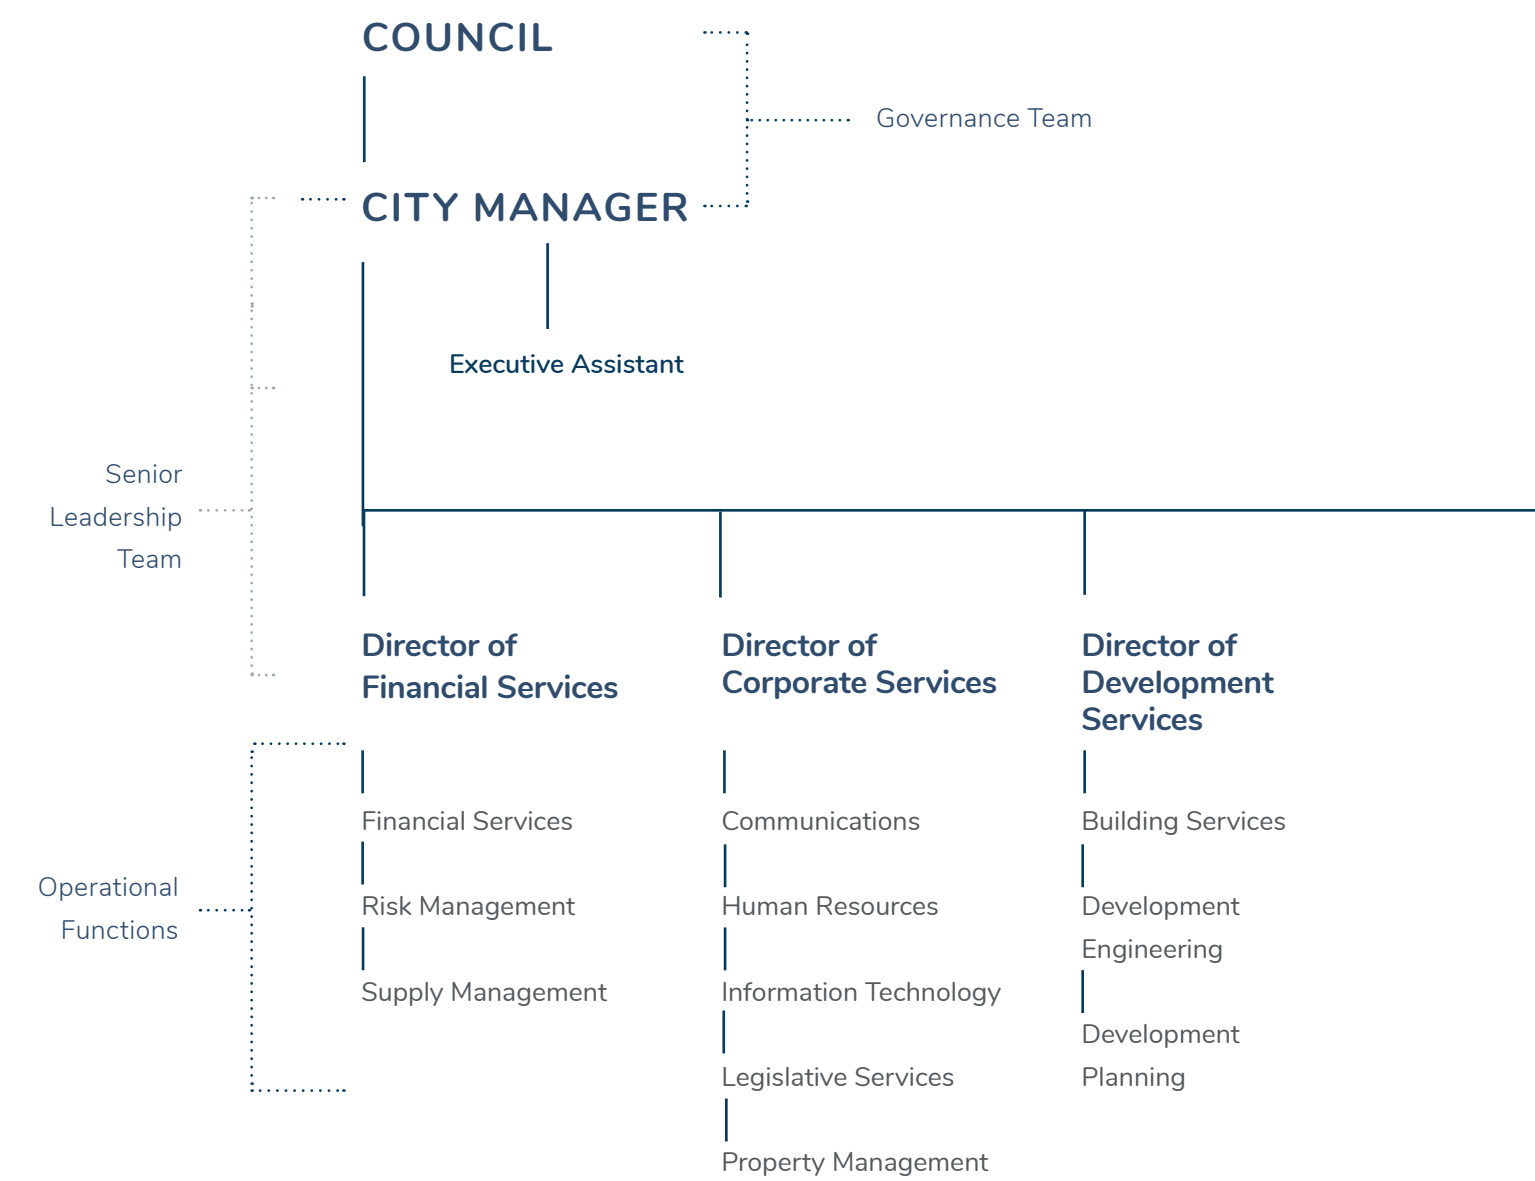 COUNCIL
Governance Team
CITY MANAGER
Executive Assistant
Senior
Leadership
Team
Director of
Financial Services
Director of
Corporate Services
Director of
Development
Services
Operational
Functions
Financial Services
Risk Management
Supply Management
Communications
Human Resources
Information Technology
Legislative Services
Property Management
Building Services
Development
Engineering
Development
Planning